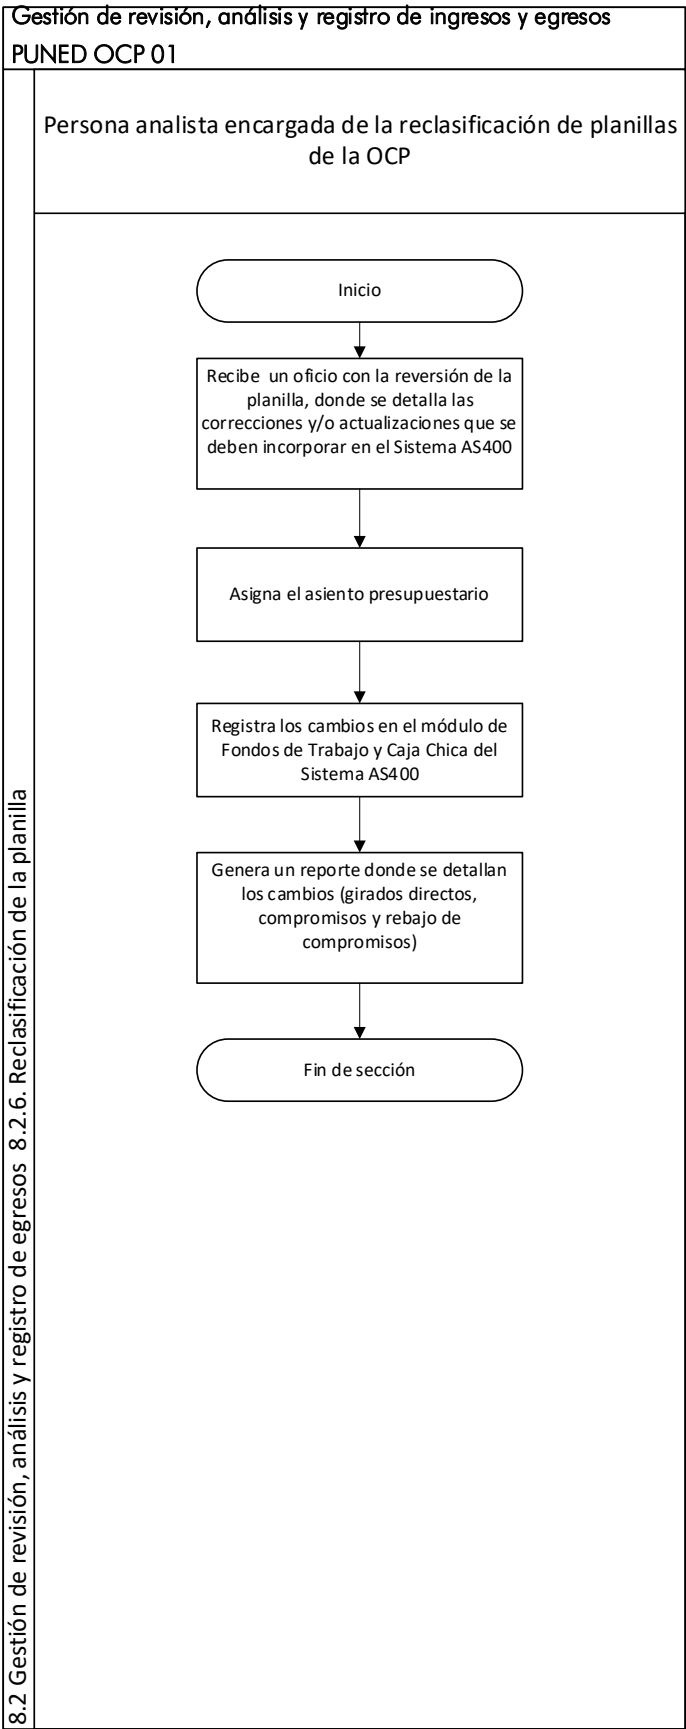 Gestión de revisión, análisis y registro de ingresos y egresos
PUNED OCP 01
Persona analista encargada de la reclasificación de planillas
de la OCP
Inicio
Recibe  un oficio con la reversión de la
planilla, donde se detalla las
correcciones y/o actualizaciones que se
deben incorporar en el Sistema AS400
Asigna el asiento presupuestario
Registra los cambios en el módulo de
Fondos de Trabajo y Caja Chica del
Sistema AS400
Genera un reporte donde se detallan
los cambios (girados directos,
compromisos y rebajo de
compromisos)
Fin de sección
8.2 Gestión de revisión, análisis y registro de egresos  8.2.6. Reclasificación de la planilla